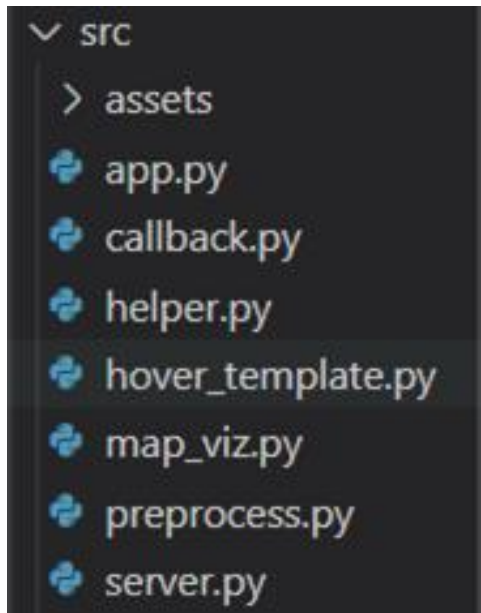 src
assets
app.py
callback.py
helper.py
hover_template.py
map_viz.py
preprocess.py
server.py